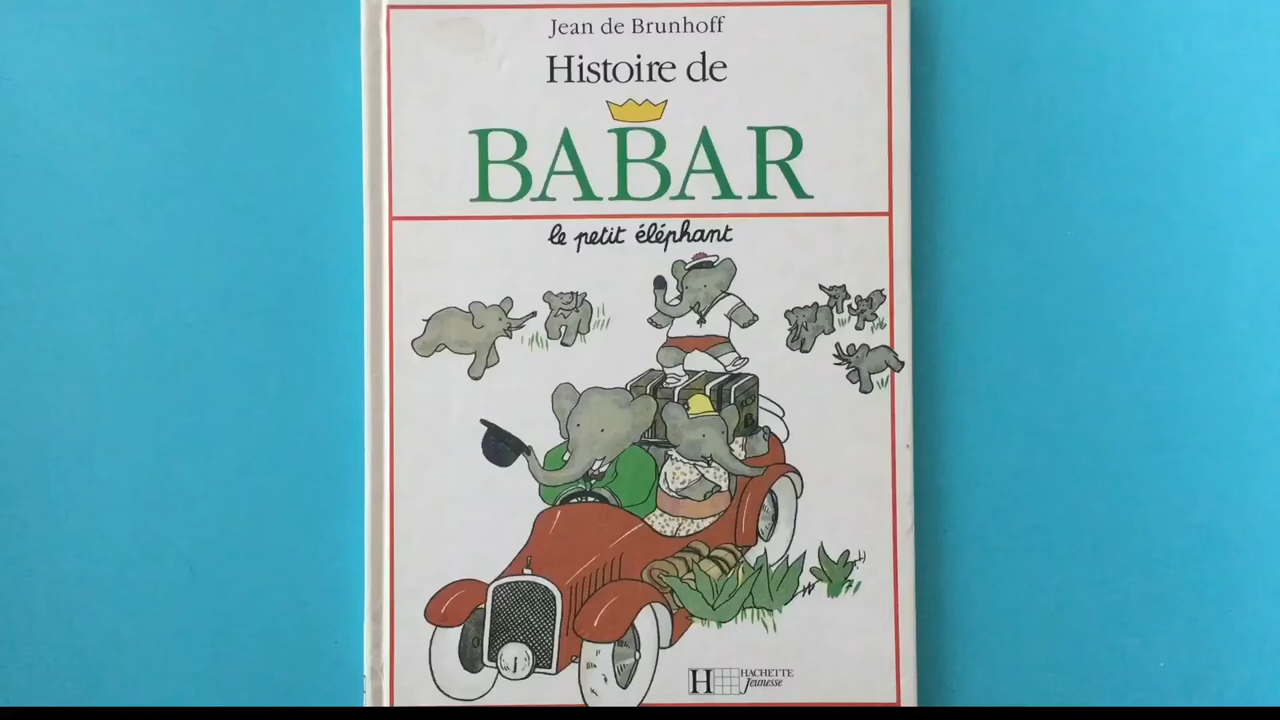 Jean de Brunhoff
Histoire de
BABAR
le petit éléphant
H
HACHETTE
Jeunesse